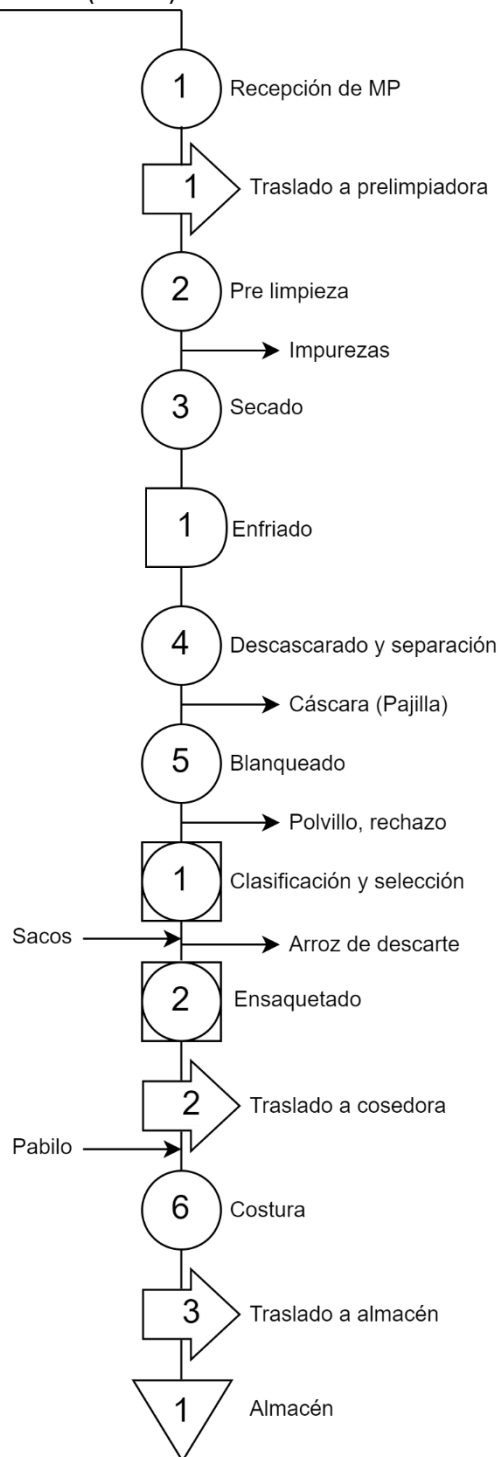 1 Recepción de MP
1 Traslado a prelimpiadora
2 Pre limpieza
Impurezas
3 Secado
1 Enfriado
4 Descascarado y separación
Cáscara (Pajilla)
5 Blanqueado
Polvillo, rechazo
1 Clasificación y selección
Sacos
Arroz de descarte
2 Ensaquetado
2 Traslado a cosedora
Pabilo
6 Costura
3 Traslado a almacén
1 Almacén